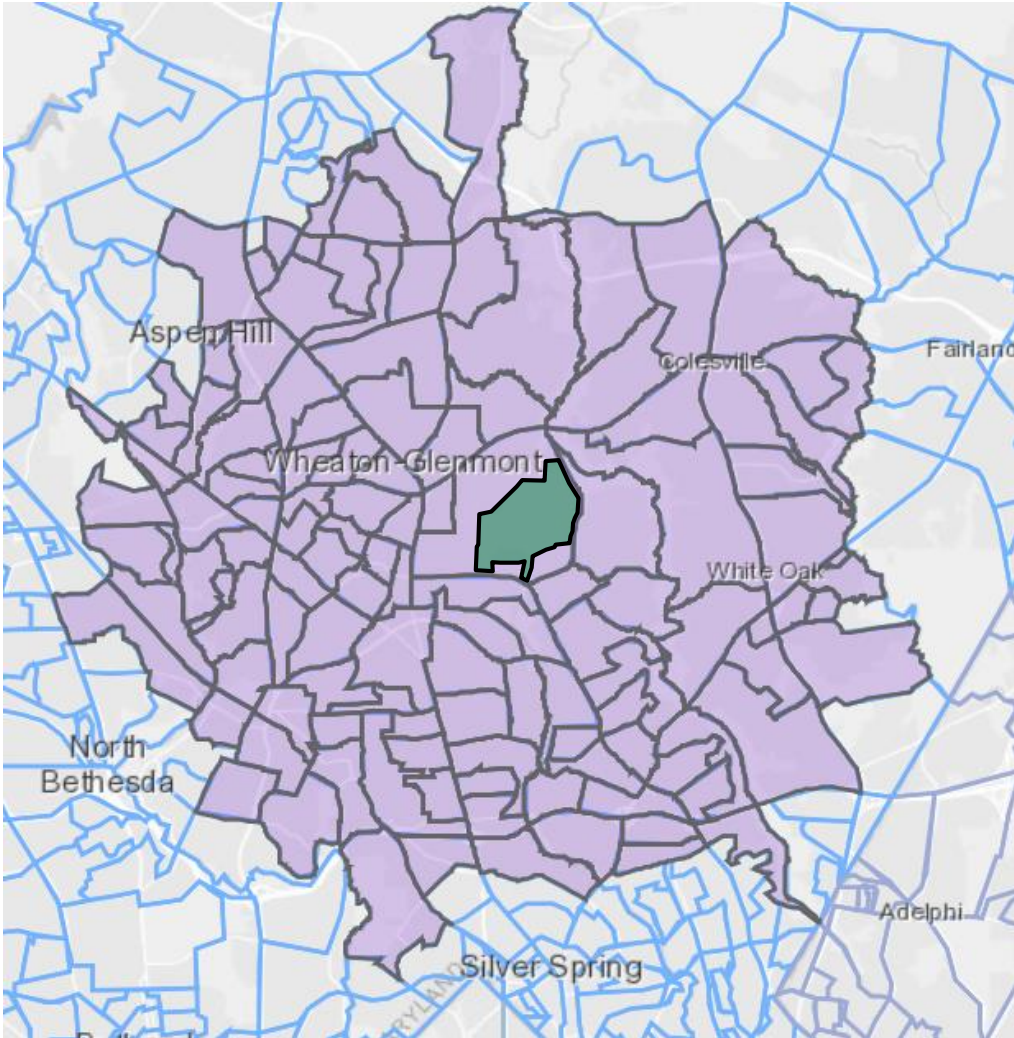 Aspen Hill
Colesville
Fairland
Wheaton-Glenmont
White Oak
North
Bethesda
Adelphi
Silver Spring